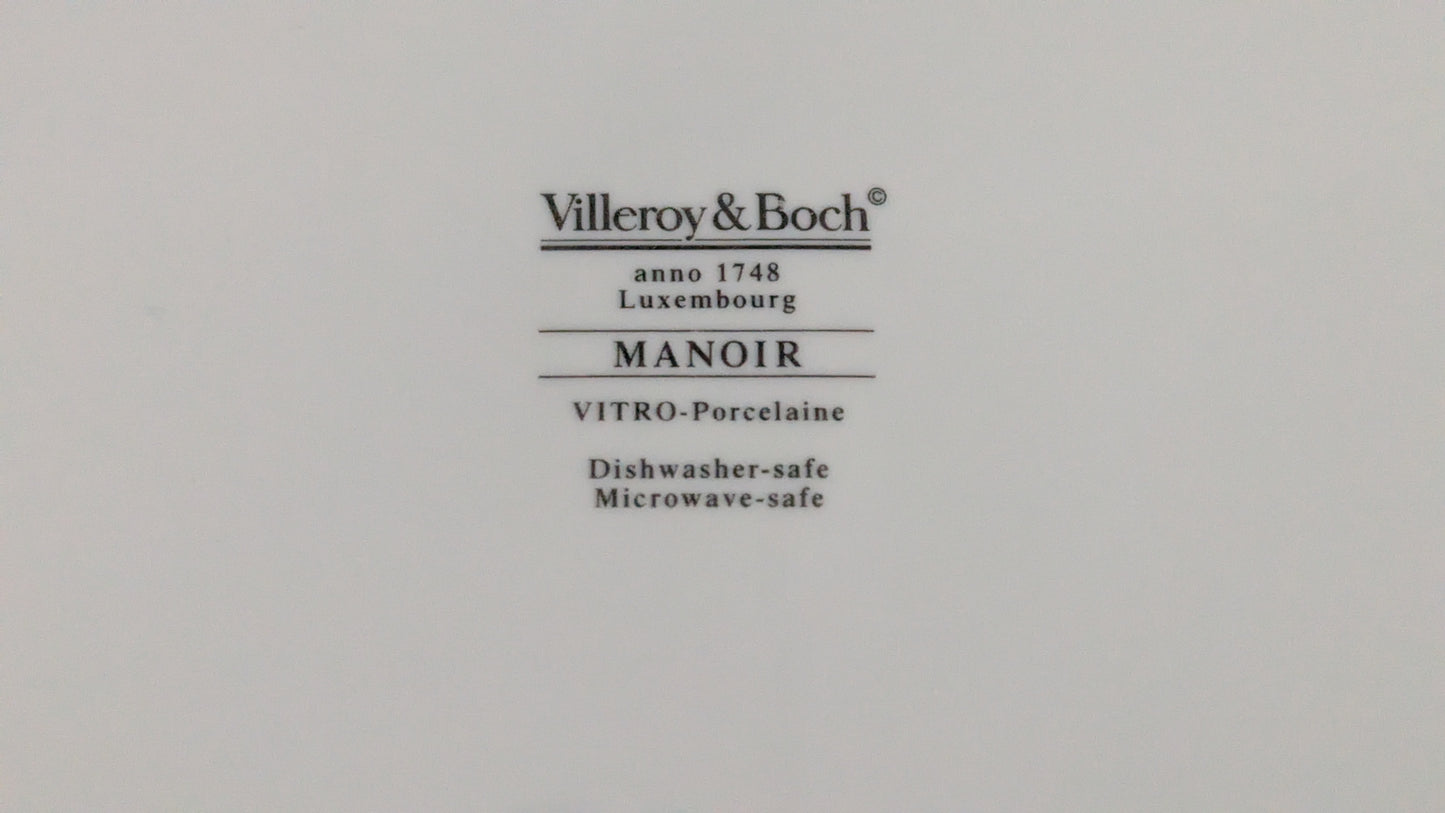 Villeroy & Boch©
anno 1748
Luxembourg
MANOIR
VITRO-Porcelaine
Dishwasher-safe
Microwave-safe